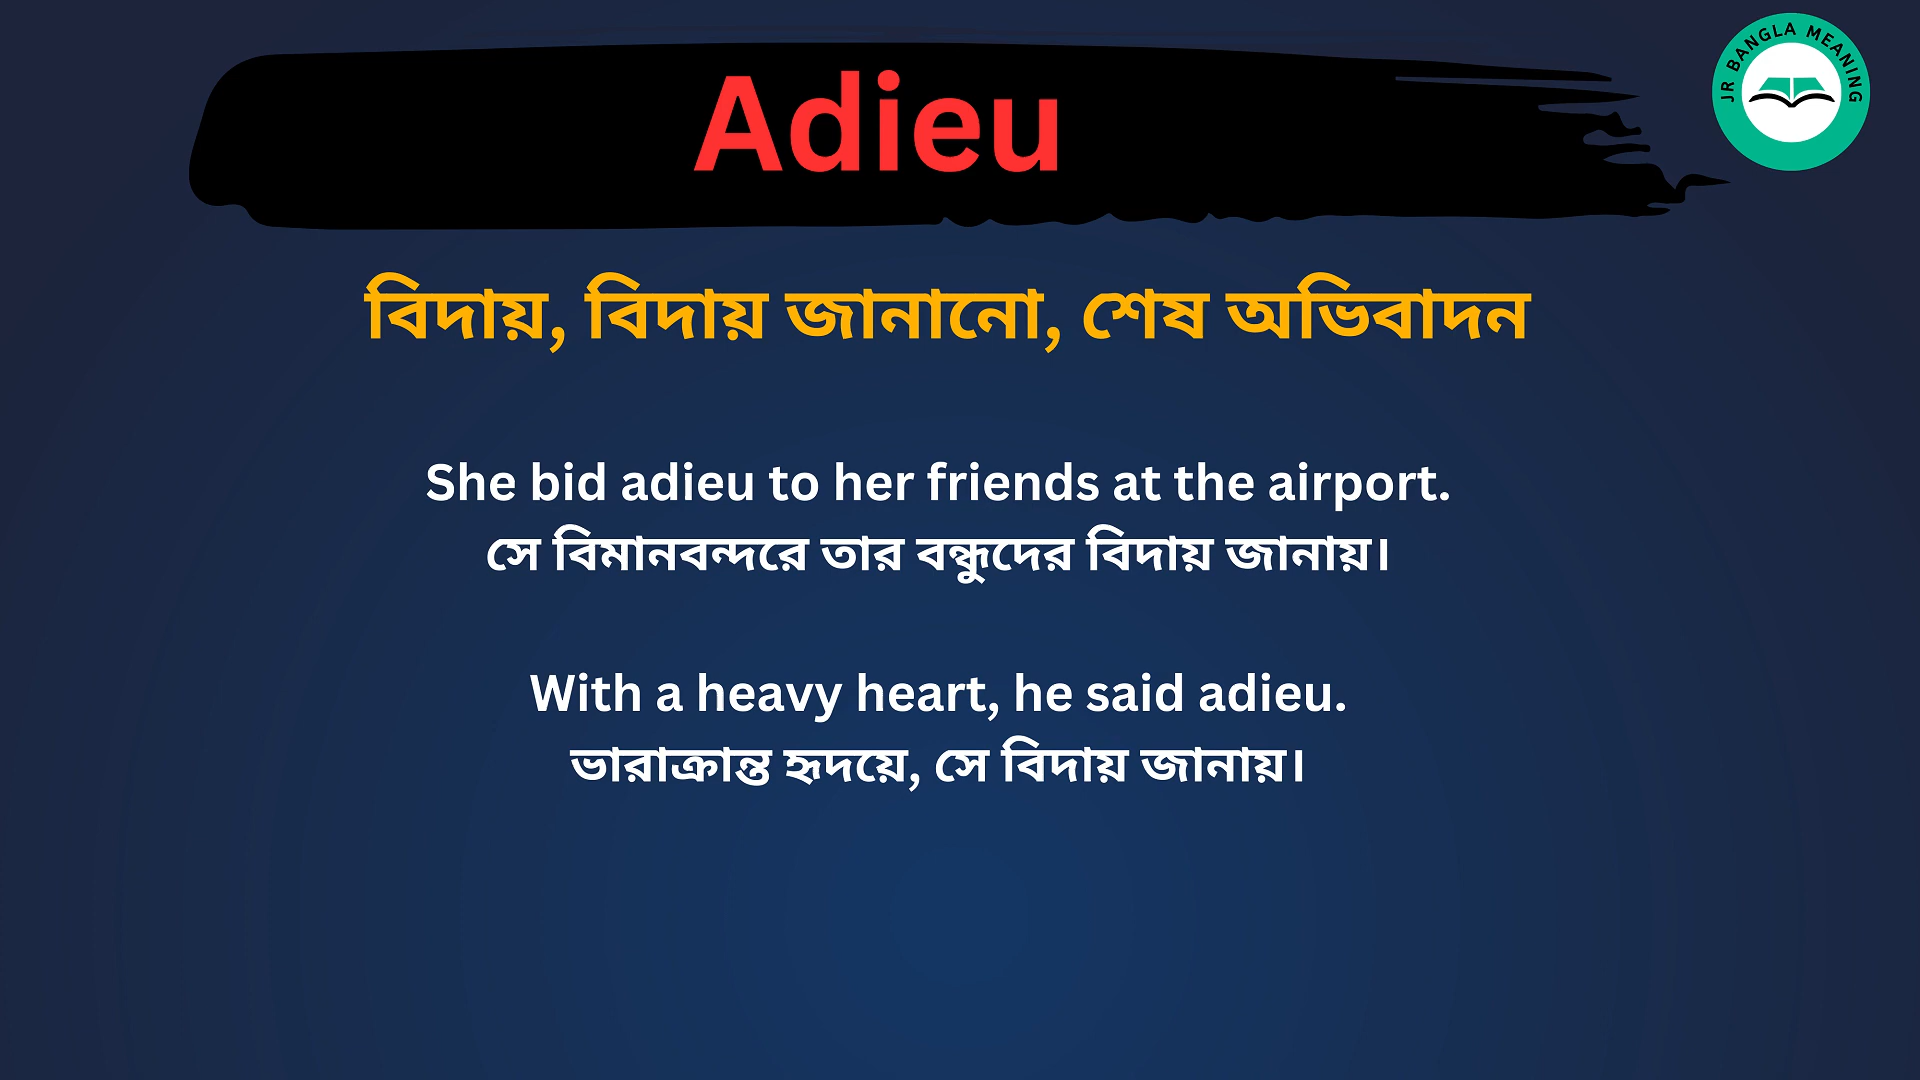 Adieu
JR BANGLA MEANING
বিদায়, বিদায় জানানো, শেষ অভিবাদন
She bid adieu to her friends at the airport.
সে বিমানবন্দরে তার বন্ধুদের বিদায় জানায়।
With a heavy heart, he said adieu.
ভারাক্রান্ত হৃদয়ে, সে বিদায় জানায়।